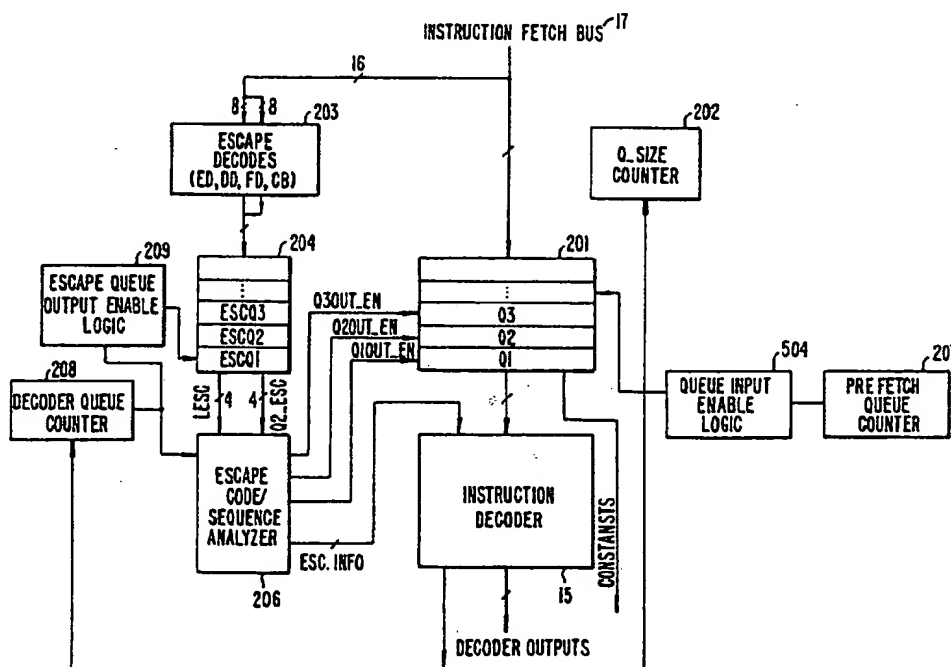 INSTRUCTION FETCH BUS 17
16
8 8
203
ESCAPE
DECODES
(ED, DD, FD, CB)
202
Q_SIZE
COUNTER
209
ESCAPE QUEUE
OUTPUT ENABLE
LOGIC
204
ESCQ3
ESCQ2
ESCQ1
Q3OUT_EN
Q2OUT_EN
Q1OUT_EN
201
Q3
Q2
Q1
208
DECODER QUEUE
COUNTER
LESC 4
4 Q2_ESC
504
QUEUE INPUT
ENABLE
LOGIC
PREFETCH
QUEUE
COUNTER
ESCAPE
CODE/
SEQUENCE
ANALYZER
206
ESC. INFO
INSTRUCTION
DECODER
15
CONSTANSTS
DECODER OUTPUTS